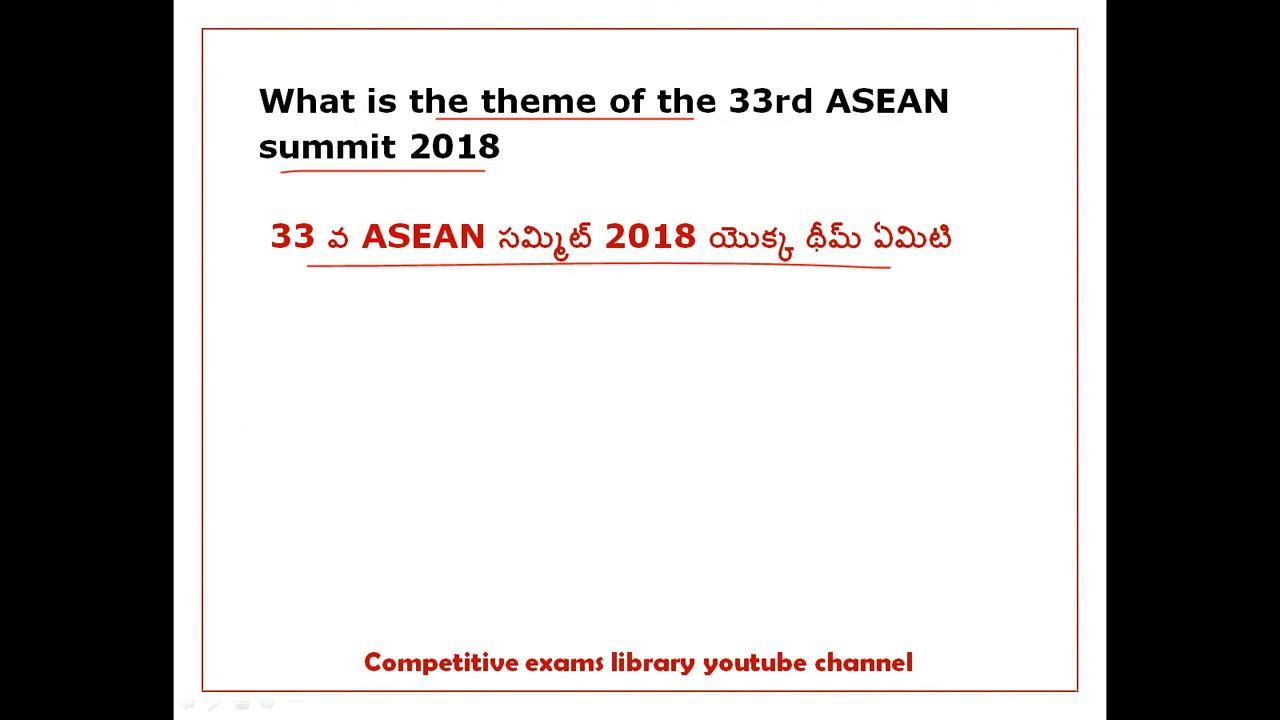 What is the theme of the 33rd ASEAN
summit 2018
33 వ ASEAN సమ్మిట్ 2018 యొక్క థీమ్ ఏమిటి
Competitive exams library youtube channel